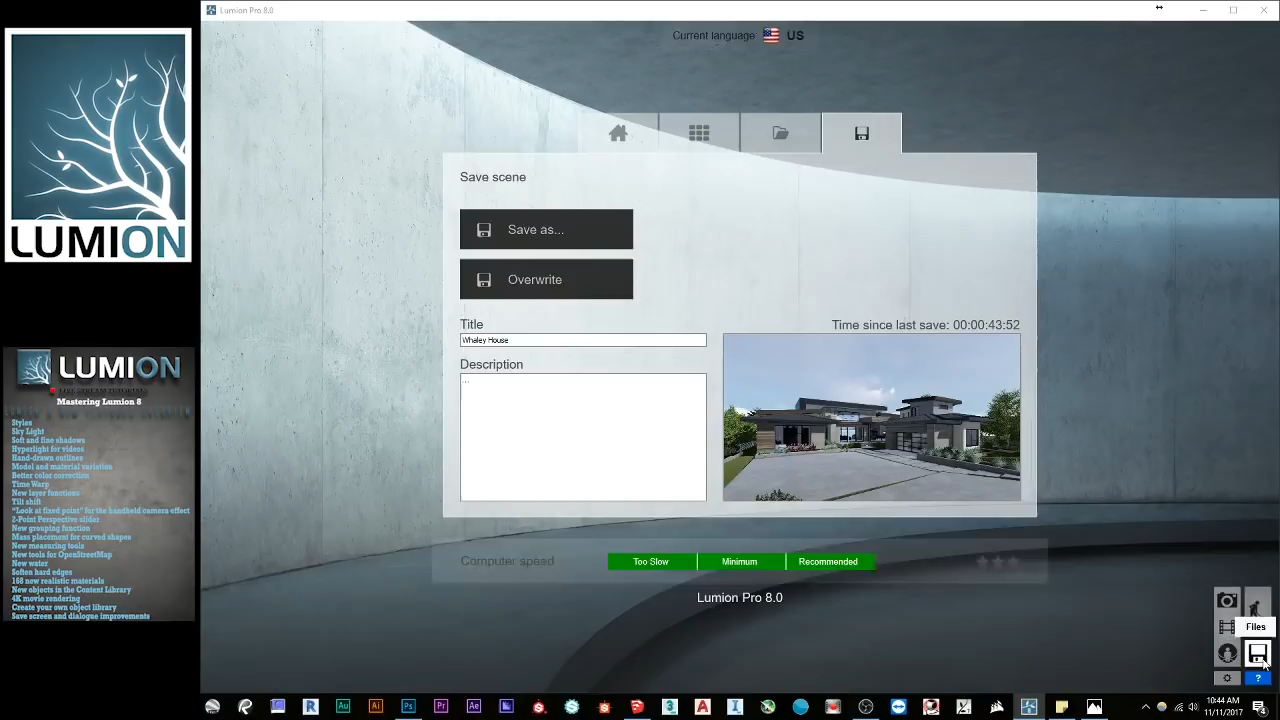 Lumion Pro 8.0
Current language US
LUMION
Save scene
Save as...
Overwrite
Title
Time since last save: 00:00:43:52
Whaley House
Description
...
LUMION
Mastering Lumion 8
Styles
Sky Light
Soft and fine shadows
Hyperlight for videos
Hand-drawn outlines
Model and material variation
Better color correction
Time Warp
New layer functions
Tilt shift
"Look at fixed point" for the handheld camera effect
2-Point Perspective slider
New grouping function
Mass placement for curved shapes
New measuring tools
New tools for OpenStreetMap
New water
Soften hard edges
168 new realistic materials
New objects in the Content Library
4K movie rendering
Create your own object library
Save screen and dialogue improvements
Computer speed
Too Slow
Minimum
Recommended
Lumion Pro 8.0
Files
?
R
Au
Ai
Ps
Pr
Ae
3
A
I
10:44 AM
11/11/2017